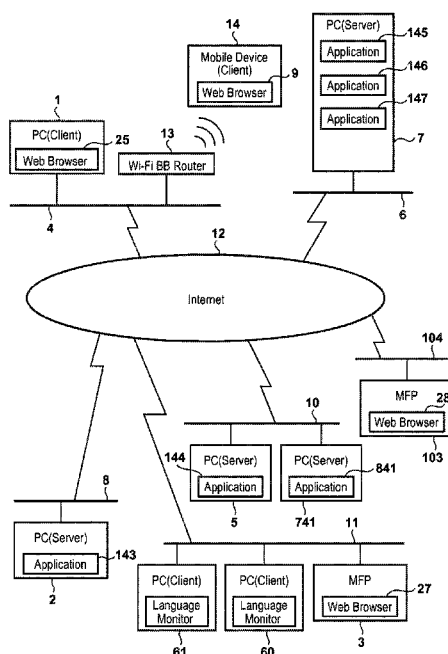 14
Mobile Device
(Client)
9
Web Browser
PC(Server)
145
Application
146
Application
147
Application
7
1
PC(Client)
25
Web Browser
13
Wi-Fi BB Router
4
6
12
Internet
104
MFP
28
Web Browser
103
10
PC(Server)
144
Application
5
PC(Server)
841
Application
741
8
PC(Server)
Application
143
2
11
PC(Client)
Language
Monitor
61
PC(Client)
Language
Monitor
60
MFP
27
Web Browser
3